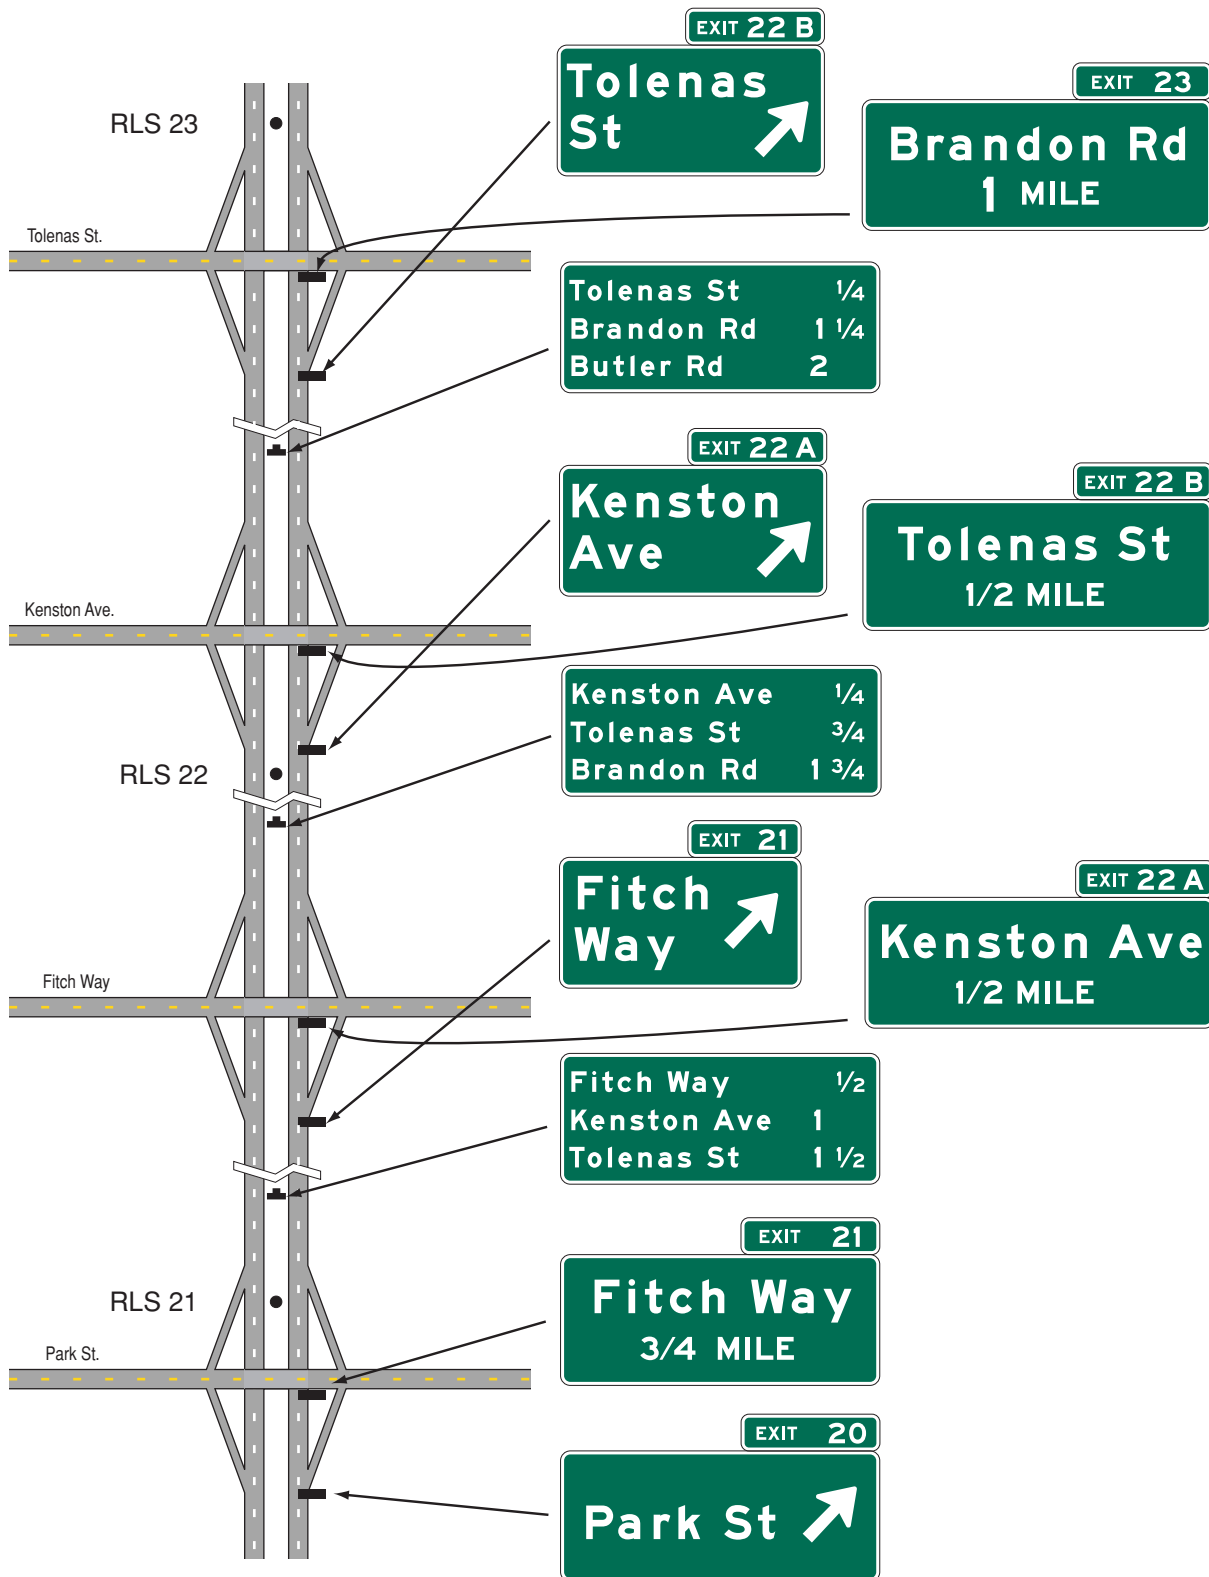 EXIT 22 B
Tolenas
St
RLS 23
EXIT 23
Brandon Rd
1 MILE
Tolenas St.
Tolenas St 1/4
Brandon Rd 1 1/4
Butler Rd 2
EXIT 22 A
Kenston
Ave
EXIT 22 B
Tolenas St
1/2 MILE
Kenston Ave.
Kenston Ave 1/4
Tolenas St 3/4
Brandon Rd 1 3/4
RLS 22
EXIT 21
Fitch
Way
EXIT 22 A
Kenston Ave
1/2 MILE
Fitch Way
Fitch Way 1/2
Kenston Ave 1
Tolenas St 1 1/2
EXIT 21
Fitch Way
3/4 MILE
RLS 21
Park St.
EXIT 20
Park St